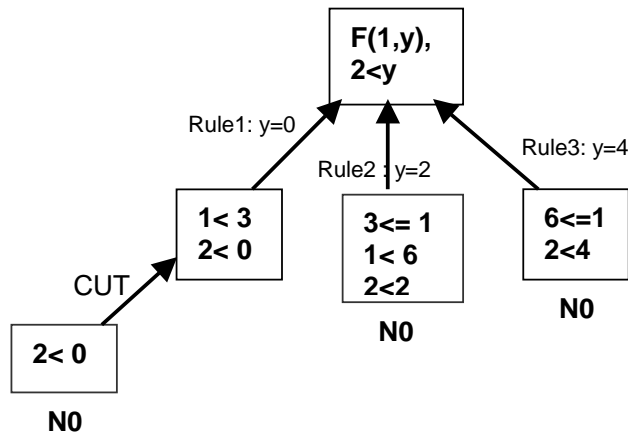 F(1,y),
2<y
Rule1: y=0
Rule2 : y=2
Rule3: y=4
1< 3
2< 0
3<= 1
1< 6
2<2
6<=1
2<4
CUT
N0
N0
2< 0
N0